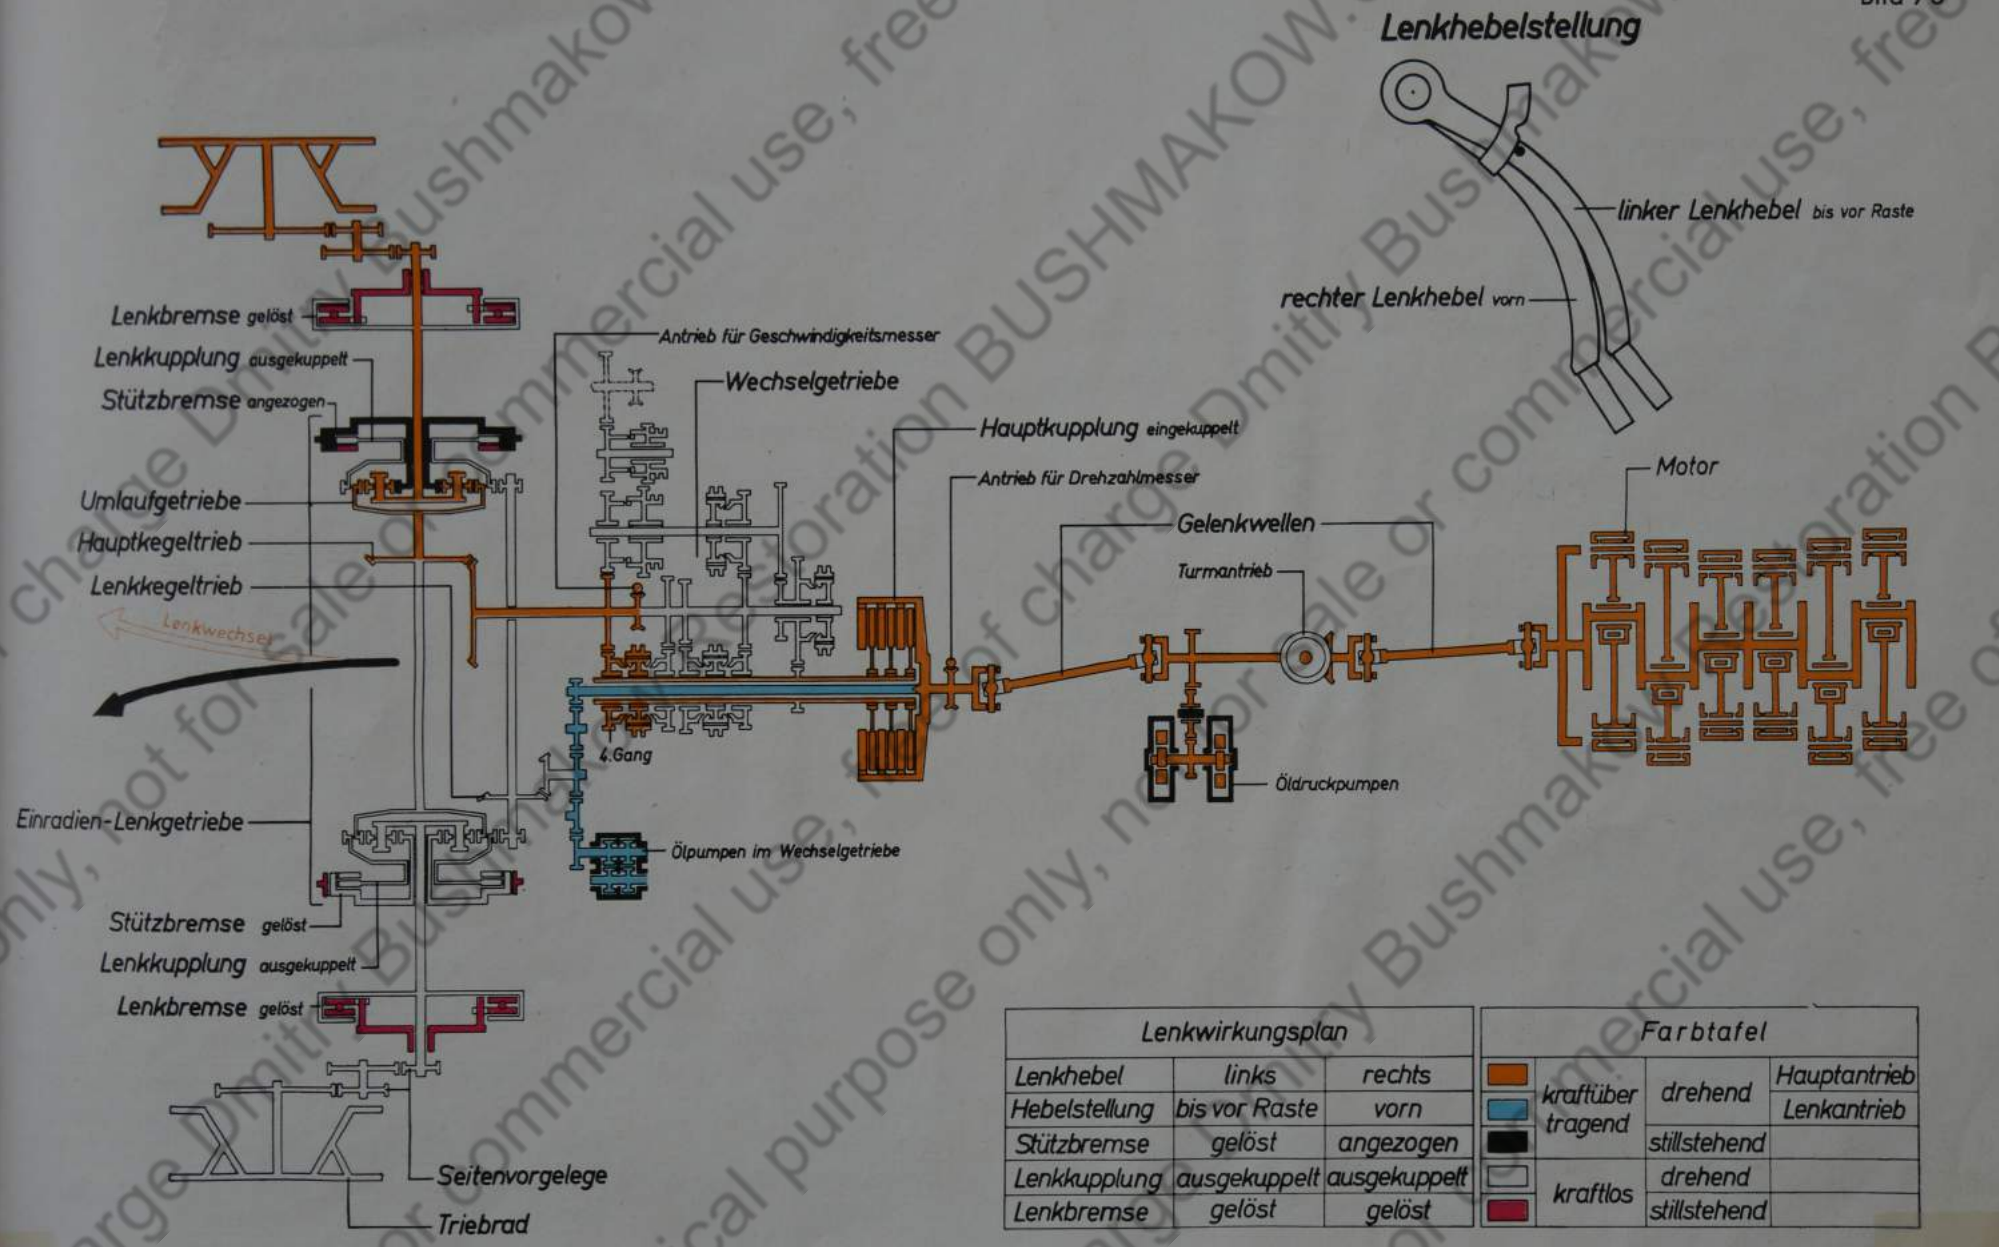 Lenkhebelstellung
linker Lenkhebel bis vor Raste
rechter Lenkhebel vorn
Lenkbremse gelöst
Lenkkupplung ausgekuppelt
Stützbremse angezogen
Umlaufgetriebe
Hauptkegeltrieb
Lenkkegeltrieb
Lenkwechsel
Einradien-Lenkgetriebe
Stützbremse gelöst
Lenkkupplung ausgekuppelt
Lenkbremse gelöst
Seitenvorgelege
Triebrad
Antrieb für Geschwindigkeitsmesser
Wechselgetriebe
Hauptkupplung eingekuppelt
Antrieb für Drehzahlmesser
Gelenkwellen
Turmantrieb
Motor
4.Gang
Öldruckpumpen
Ölpumpen im Wechselgetriebe
Lenkwirkungsplan
Lenkhebel links rechts
Hebelstellung bis vor Raste vorn
Stützbremse gelöst angezogen
Lenkkupplung ausgekuppelt ausgekuppelt
Lenkbremse gelöst gelöst
Farbtafel
kraftüber
tragend
drehend
Hauptantrieb
Lenkantrieb
stillstehend
kraftlos
drehend
stillstehend